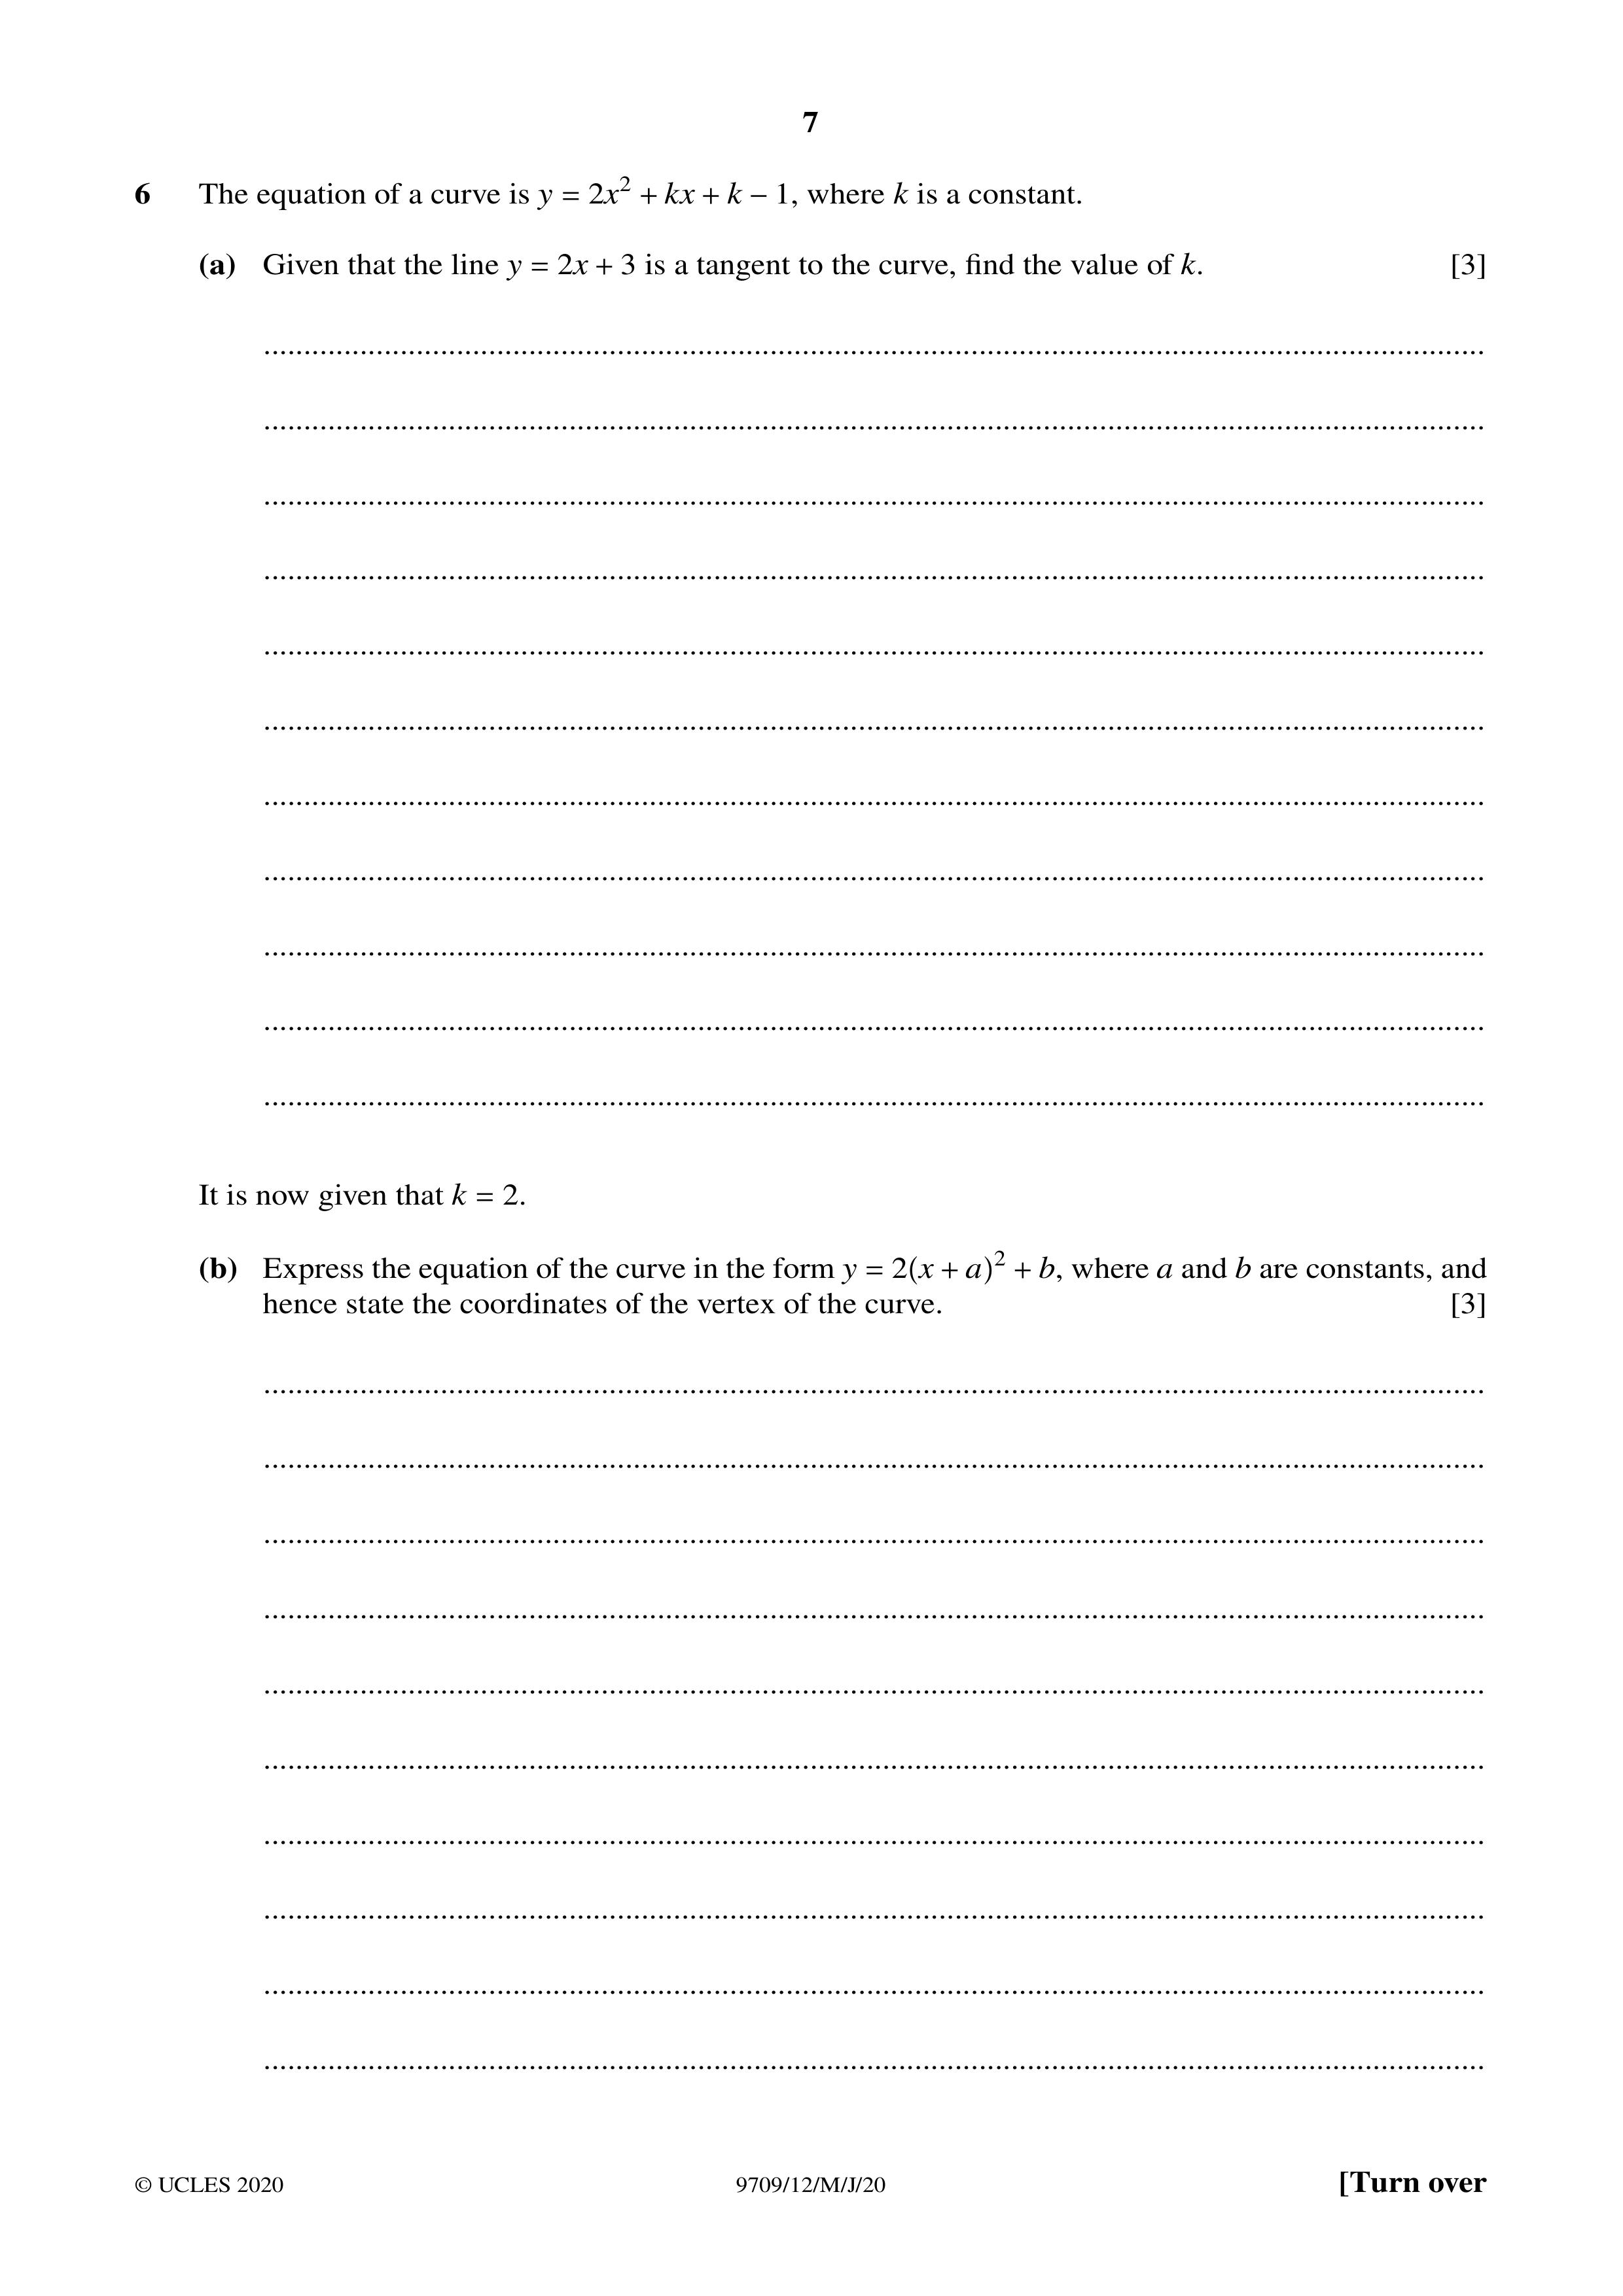 7
6 The equation of a curve is y = 2x² + kx + k − 1, where k is a constant.
(a) Given that the line y = 2x + 3 is a tangent to the curve, find the value of k. [3]
It is now given that k = 2.
(b) Express the equation of the curve in the form y = 2(x + a)² + b, where a and b are constants, and
hence state the coordinates of the vertex of the curve. [3]
© UCLES 2020 9709/12/M/J/20 [Turn over